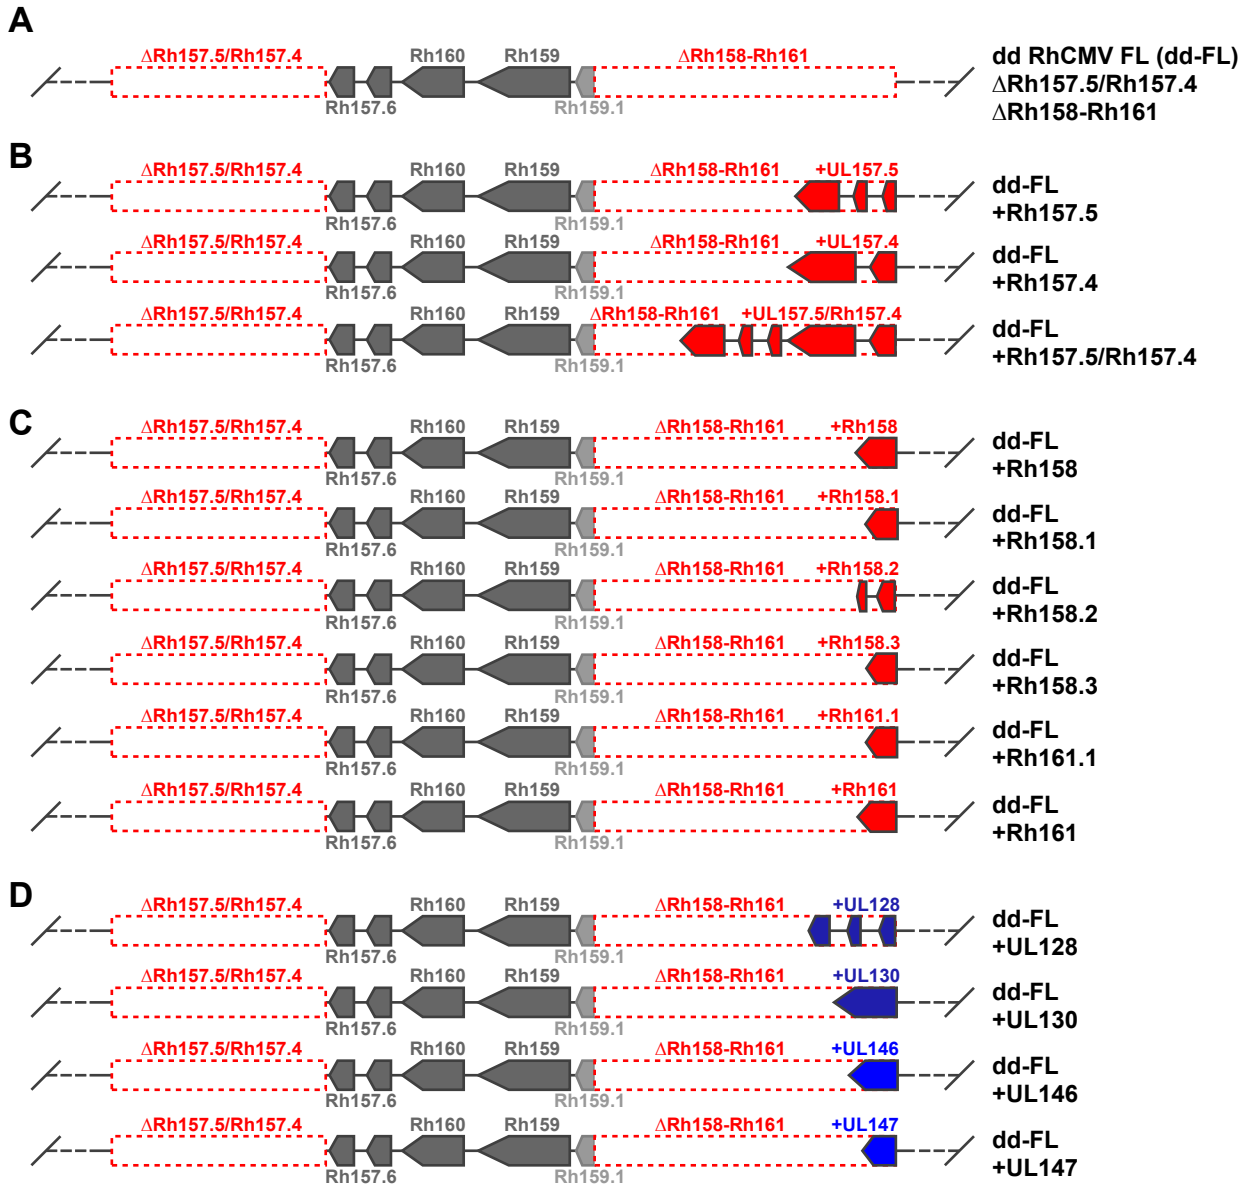 A
ΔRh157.5/Rh157.4 Rh160 Rh159 ΔRh158-Rh161
Rh157.6 Rh159.1
dd RhCMV FL (dd-FL)
ΔRh157.5/Rh157.4
ΔRh158-Rh161
B
ΔRh157.5/Rh157.4 Rh160 Rh159 ΔRh158-Rh161 +UL157.5
Rh157.6 Rh159.1
dd-FL
+Rh157.5
ΔRh157.5/Rh157.4 Rh160 Rh159 ΔRh158-Rh161 +UL157.4
Rh157.6 Rh159.1
dd-FL
+Rh157.4
ΔRh157.5/Rh157.4 Rh160 Rh159 ΔRh158-Rh161 +UL157.5/Rh157.4
Rh157.6 Rh159.1
dd-FL
+Rh157.5/Rh157.4
C
ΔRh157.5/Rh157.4 Rh160 Rh159 ΔRh158-Rh161 +Rh158
Rh157.6 Rh159.1
dd-FL
+Rh158
ΔRh157.5/Rh157.4 Rh160 Rh159 ΔRh158-Rh161 +Rh158.1
Rh157.6 Rh159.1
dd-FL
+Rh158.1
ΔRh157.5/Rh157.4 Rh160 Rh159 ΔRh158-Rh161 +Rh158.2
Rh157.6 Rh159.1
dd-FL
+Rh158.2
ΔRh157.5/Rh157.4 Rh160 Rh159 ΔRh158-Rh161 +Rh158.3
Rh157.6 Rh159.1
dd-FL
+Rh158.3
ΔRh157.5/Rh157.4 Rh160 Rh159 ΔRh158-Rh161 +Rh161.1
Rh157.6 Rh159.1
dd-FL
+Rh161.1
ΔRh157.5/Rh157.4 Rh160 Rh159 ΔRh158-Rh161 +Rh161
Rh157.6 Rh159.1
dd-FL
+Rh161
D
ΔRh157.5/Rh157.4 Rh160 Rh159 ΔRh158-Rh161 +UL128
Rh157.6 Rh159.1
dd-FL
+UL128
ΔRh157.5/Rh157.4 Rh160 Rh159 ΔRh158-Rh161 +UL130
Rh157.6 Rh159.1
dd-FL
+UL130
ΔRh157.5/Rh157.4 Rh160 Rh159 ΔRh158-Rh161 +UL146
Rh157.6 Rh159.1
dd-FL
+UL146
ΔRh157.5/Rh157.4 Rh160 Rh159 ΔRh158-Rh161 +UL147
Rh157.6 Rh159.1
dd-FL
+UL147